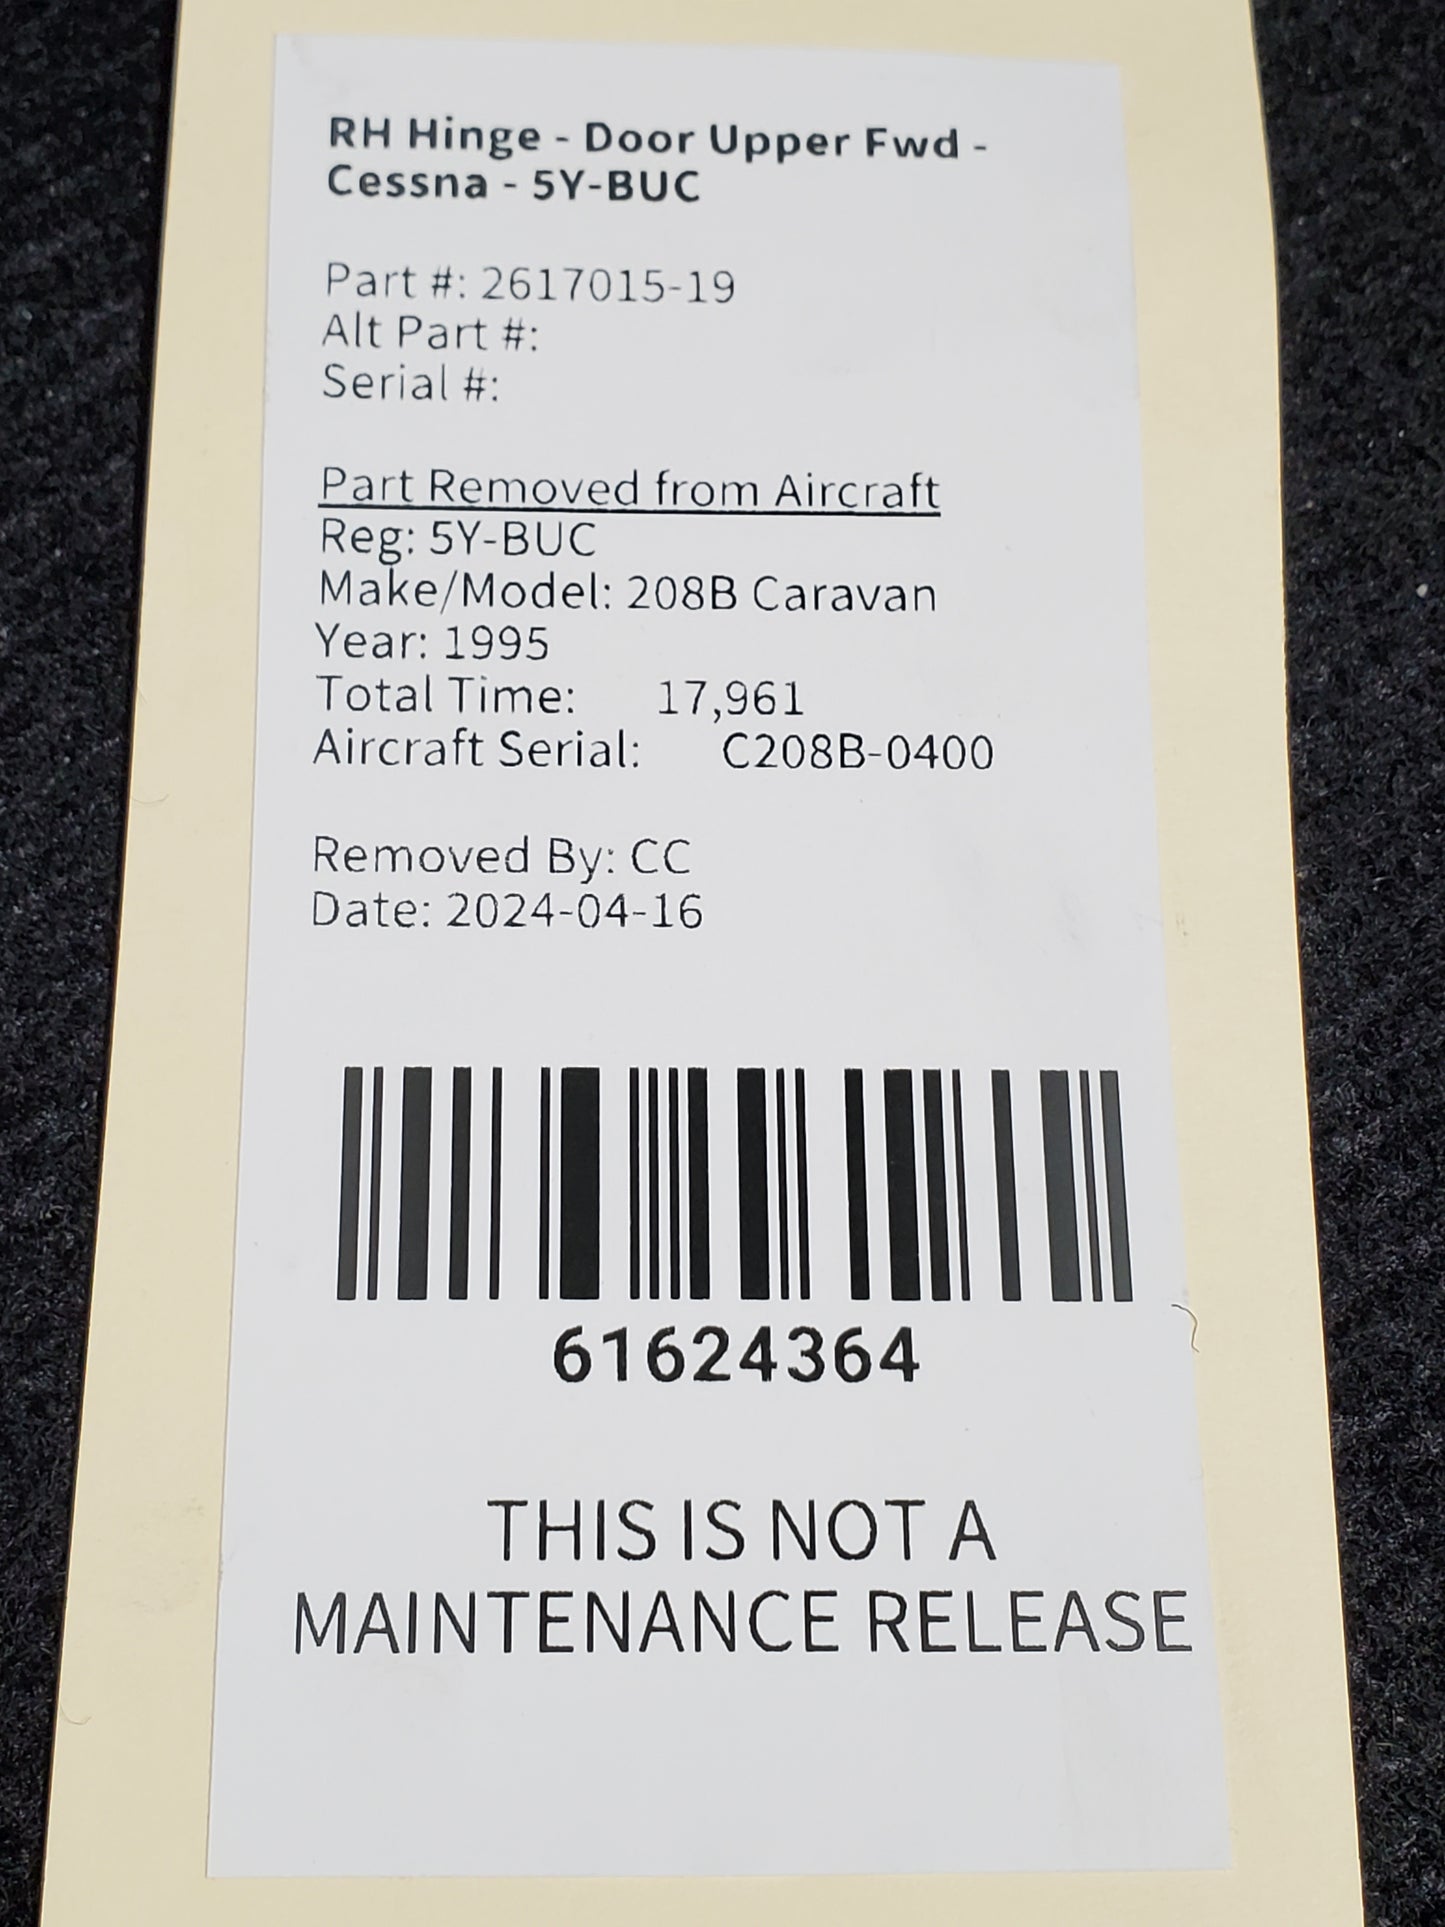 RH Hinge - Door Upper Fwd -
Cessna - 5Y-BUC
Part #: 2617015-19
Alt Part #:
Serial #:
Part Removed from Aircraft
Reg: 5Y-BUC
Make/Model: 208B Caravan
Year: 1995
Total Time: 17,961
Aircraft Serial: C208B-0400
Removed By: CC
Date: 2024-04-16
61624364
THIS IS NOT A
MAINTENANCE RELEASE